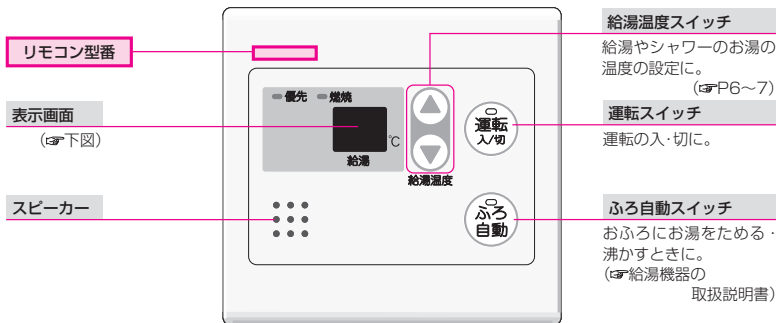 リモコン型番
表示画面
(☞下図)
スピーカー
優先 燃焼
℃
給湯
給湯温度
運転
入/切
ふろ
自動
給湯温度スイッチ
給湯やシャワーのお湯の
温度の設定に。
(☞P6〜7)
運転スイッチ
運転の入・切に。
ふろ自動スイッチ
おふろにお湯をためる・
沸かすときに。
(☞給湯機器の
取扱説明書)